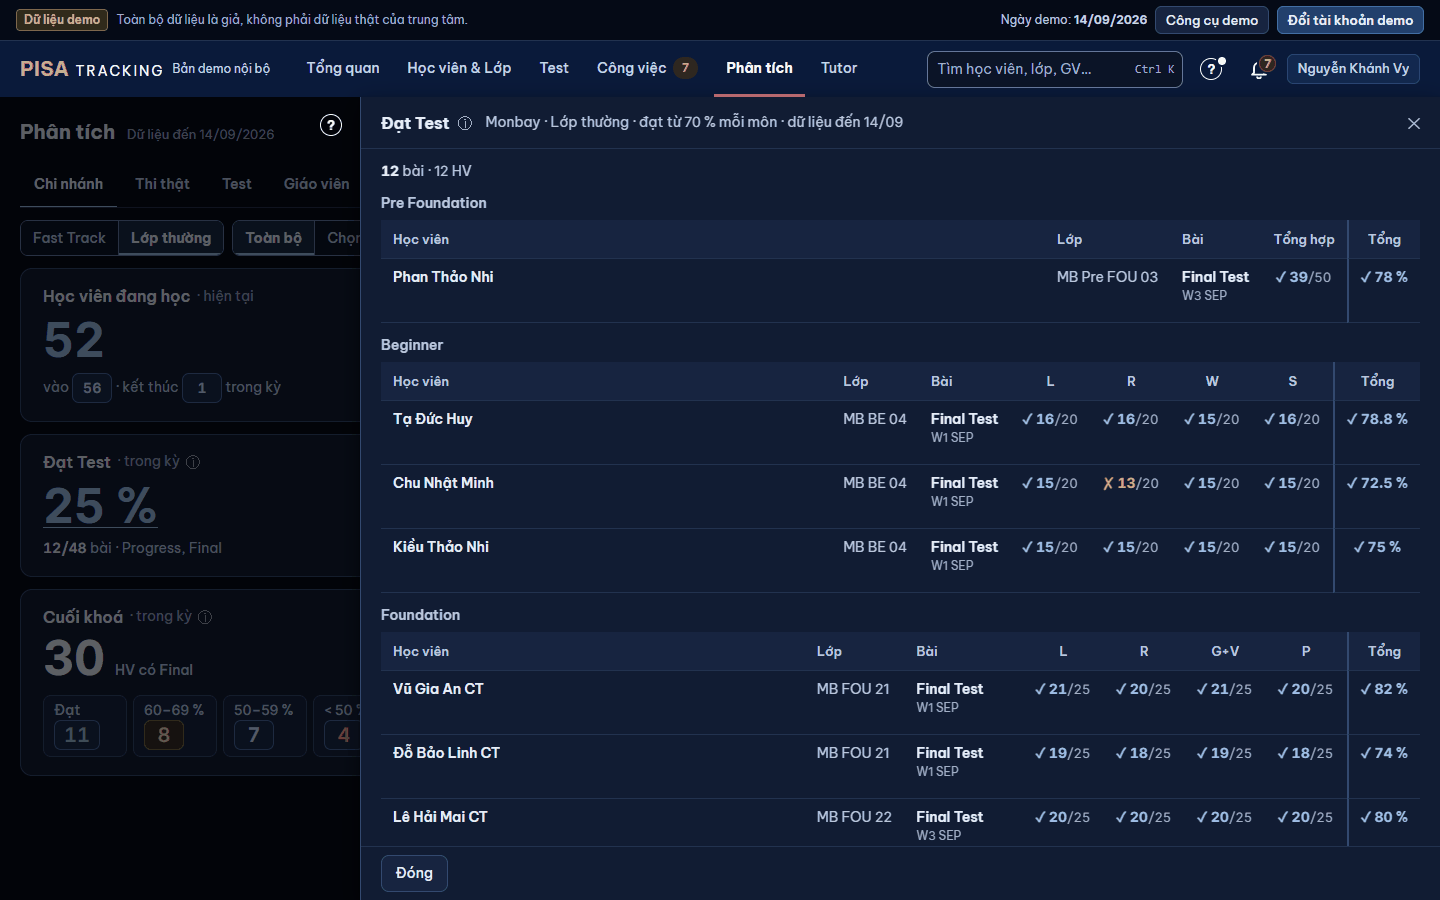 Dữ liệu demo Toàn bộ dữ liệu là giả, không phải dữ liệu thật của trung tâm. Ngày demo: 14/09/2026 Công cụ demo Đổi tài khoản demo
PISA TRACKING Bản demo nội bộ Tổng quan Học viên & Lớp Test Công việc 7 Phân tích Tutor Tìm học viên, lớp, GV... Ctrl K ? 7 Nguyễn Khánh Vy
Phân tích Dữ liệu đến 14/09/2026 ?
Chi nhánh Thi thật Test Giáo viên
Fast Track Lớp thường Toàn bộ Chọn
Học viên đang học · hiện tại
52
vào 56 · kết thúc 1 trong kỳ
Đạt Test · trong kỳ
25 %
12/48 bài · Progress, Final
Cuối khoá · trong kỳ
30 HV có Final
Đạt 60–69 % 50–59 % < 50 %
11 8 7 4
Đạt Test Monbay · Lớp thường · đạt từ 70 % mỗi môn · dữ liệu đến 14/09
12 bài · 12 HV
Pre Foundation
Học viên Lớp Bài Tổng hợp Tổng
Phan Thảo Nhi MB Pre FOU 03 Final Test ✓ 39/50 ✓ 78 %
W3 SEP
Beginner
Học viên Lớp Bài L R W S Tổng
Tạ Đức Huy MB BE 04 Final Test ✓ 16/20 ✓ 16/20 ✓ 15/20 ✓ 16/20 ✓ 78.8 %
W1 SEP
Chu Nhật Minh MB BE 04 Final Test ✓ 15/20 ✗ 13/20 ✓ 15/20 ✓ 15/20 ✓ 72.5 %
W1 SEP
Kiều Thảo Nhi MB BE 04 Final Test ✓ 15/20 ✓ 15/20 ✓ 15/20 ✓ 15/20 ✓ 75 %
W1 SEP
Foundation
Học viên Lớp Bài L R G+V P Tổng
Vũ Gia An CT MB FOU 21 Final Test ✓ 21/25 ✓ 20/25 ✓ 21/25 ✓ 20/25 ✓ 82 %
W1 SEP
Đỗ Bảo Linh CT MB FOU 21 Final Test ✓ 19/25 ✓ 18/25 ✓ 19/25 ✓ 18/25 ✓ 74 %
W1 SEP
Lê Hải Mai CT MB FOU 22 Final Test ✓ 20/25 ✓ 20/25 ✓ 20/25 ✓ 20/25 ✓ 80 %
W3 SEP
Đóng